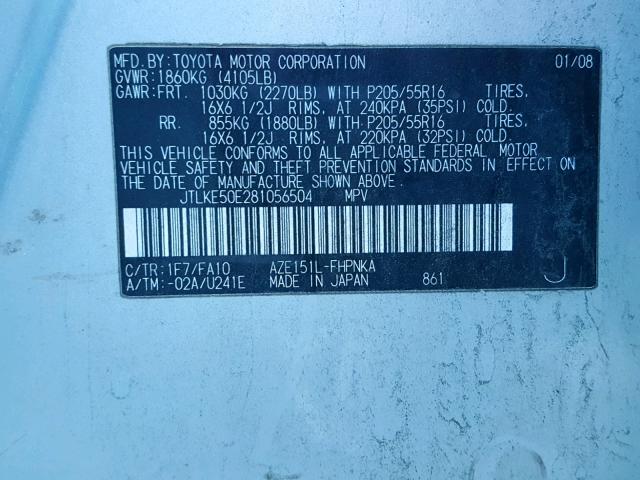 MFD.BY:TOYOTA MOTOR CORPORATION 01/08
GVWR:1860KG (4105LB)
GAWR:FRT. 1030KG (2270LB) WITH P205/55R16 TIRES,
16X6 1/2J RIMS, AT 240KPA (35PSI) COLD.
RR. 855KG (1880LB) WITH P205/55R16 TIRES,
16X6 1/2J RIMS, AT 220KPA (32PSI) COLD.
THIS VEHICLE CONFORMS TO ALL APPLICABLE FEDERAL MOTOR
VEHICLE SAFETY AND THEFT PREVENTION STANDARDS IN EFFECT
ON THE DATE OF MANUFACTURE SHOWN ABOVE.
JTLKE50E281056504 MPV
C/TR:1F7/FA10 AZE151L-FHPNKA J
A/TM:-02A/U241E MADE IN JAPAN 861